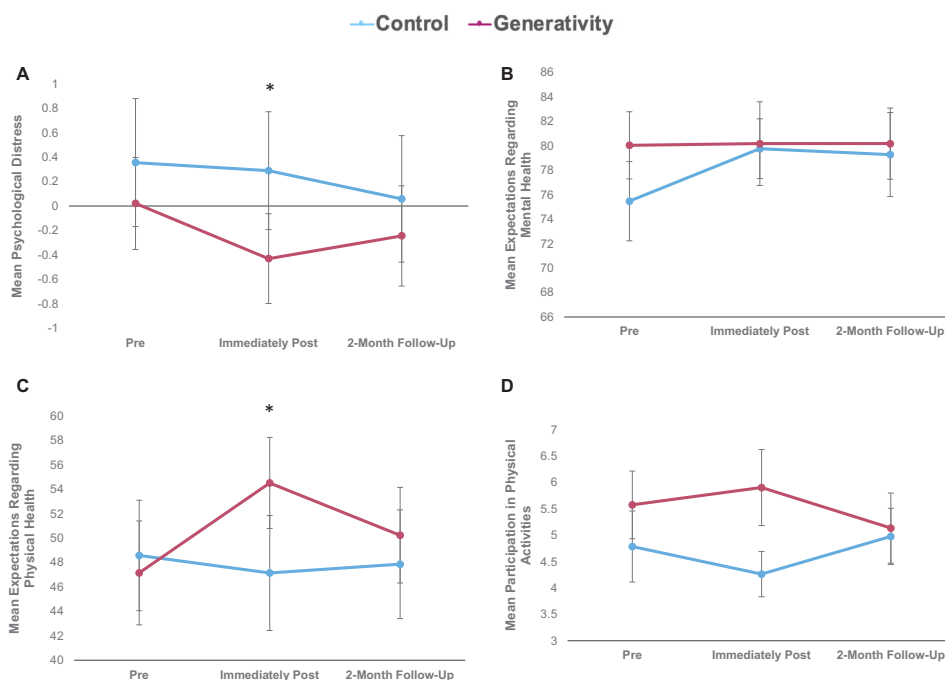 Control Generativity
A
*
Mean Psychological Distress
1
0.8
0.6
0.4
0.2
0
-0.2
-0.4
-0.6
-0.8
-1
Pre Immediately Post 2-Month Follow-Up
B
Mean Expectations Regarding
Mental Health
86
84
82
80
78
76
74
72
70
68
66
Pre Immediately Post 2-Month Follow-Up
C
*
Mean Expectations Regarding
Physical Health
60
58
56
54
52
50
48
46
44
42
40
Pre Immediately Post 2-Month Follow-Up
D
Mean Participation in Physical
Activities
7
6.5
6
5.5
5
4.5
4
3.5
3
Pre Immediately Post 2-Month Follow-Up